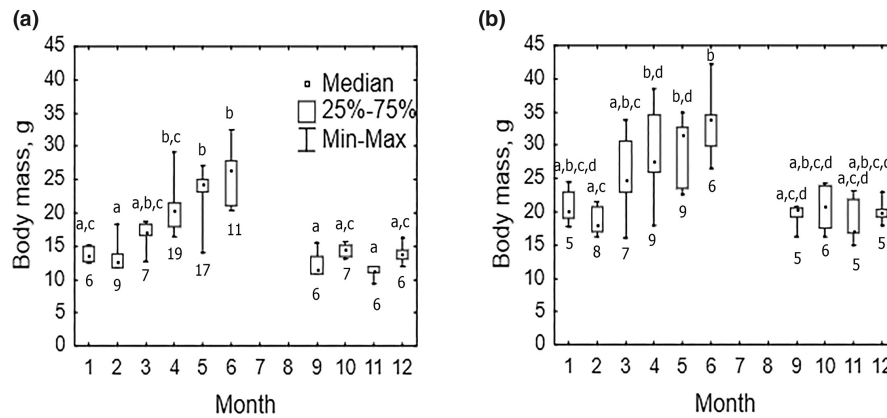 (a)
45
40
35
30
25
20
15
10
5
0
Body mass, g
Median
25%-75%
Min-Max
a,c
a
a,b,c
b,c
b
b
a
a,c
a
a,c
6
9
7
19
17
11
6
7
6
6
1 2 3 4 5 6 7 8 9 10 11 12
Month
(b)
45
40
35
30
25
20
15
10
5
0
Body mass, g
a,b,c,d
a,c
a,b,c
b,d
b,d
b
a,c,d
a,b,c,d
a,c,d
a,b,c,d
5
8
7
9
9
6
5
6
5
5
1 2 3 4 5 6 7 8 9 10 11 12
Month